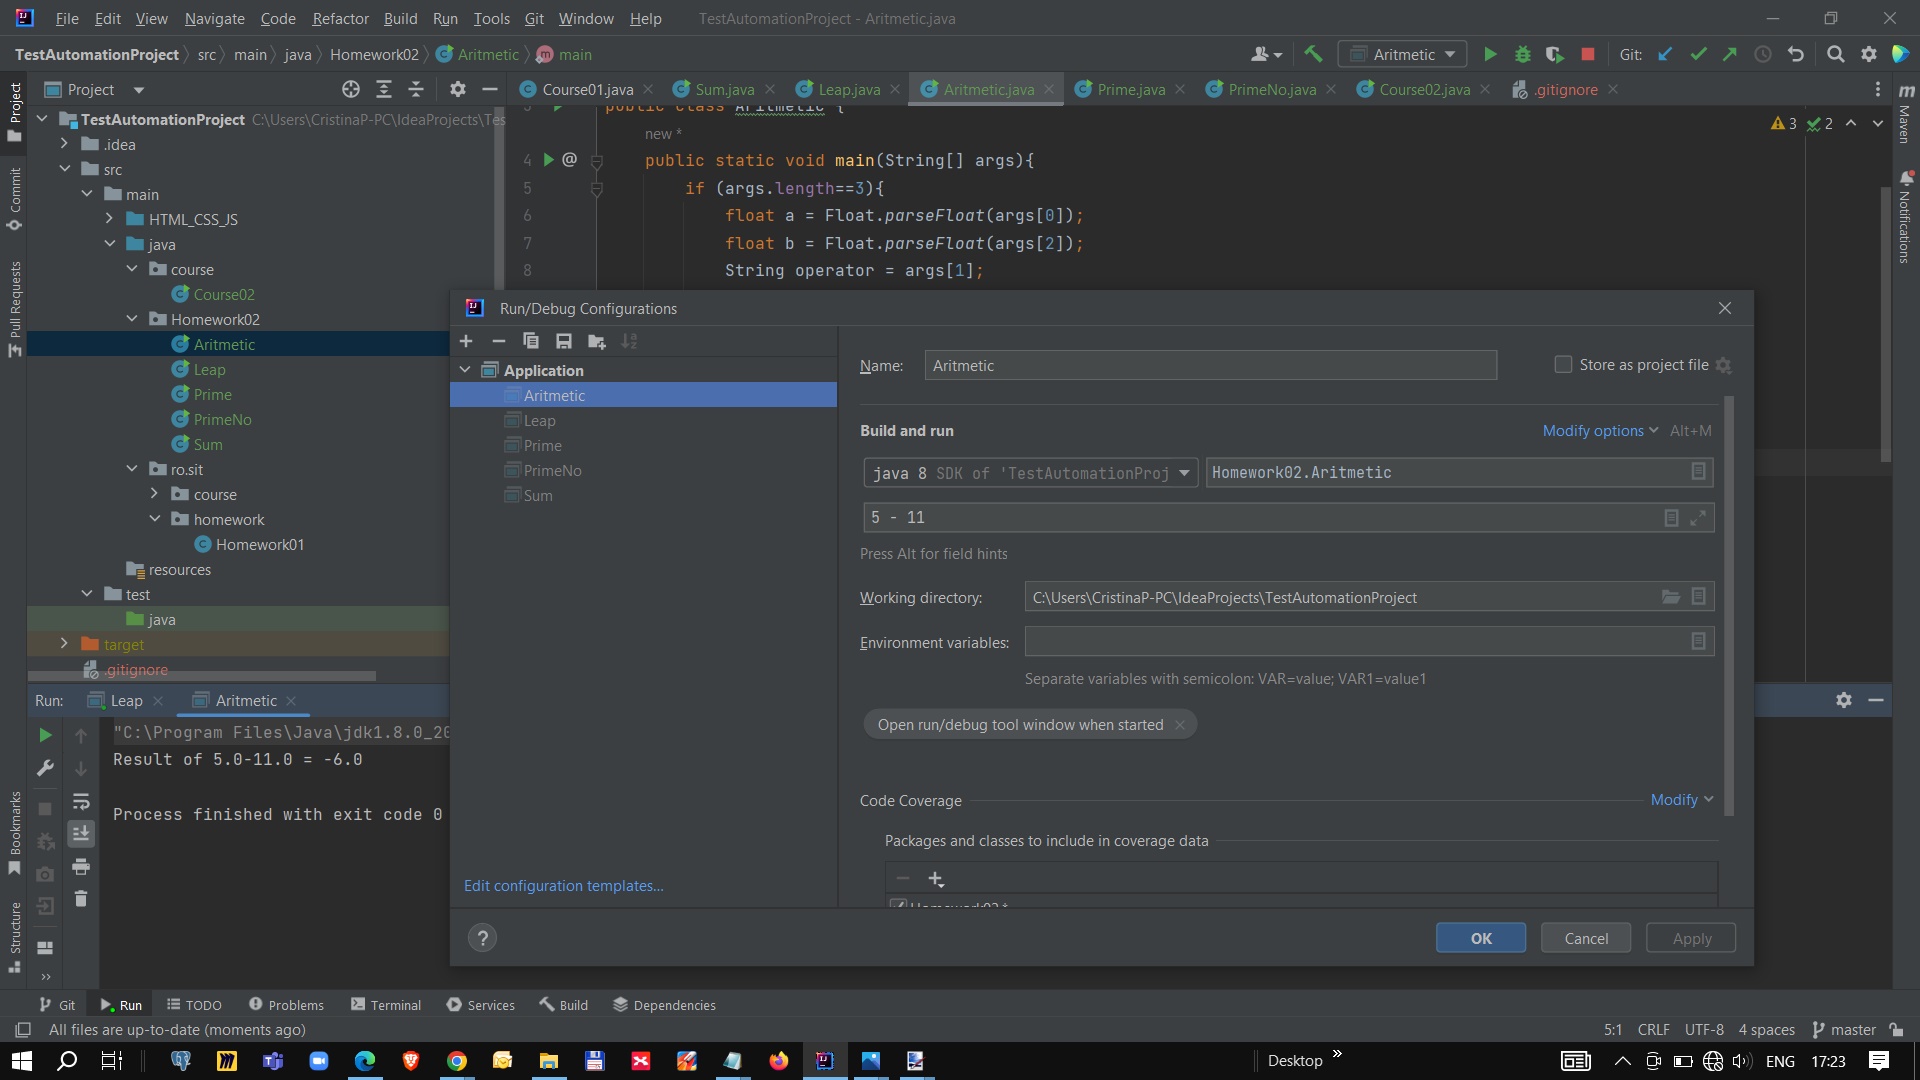 File Edit View Navigate Code Refactor Build Run Tools Git Window Help TestAutomationProject - Aritmetic.java
TestAutomationProject src main java Homework02 Aritmetic main
Aritmetic Git:
Project
Course01.java Sum.java Leap.java Aritmetic.java Prime.java PrimeNo.java Course02.java .gitignore
TestAutomationProject C:\Users\CristinaP-PC\IdeaProjects\Tes
.idea
src
main
HTML_CSS_JS
java
course
Course02
Homework02
Aritmetic
Leap
Prime
PrimeNo
Sum
ro.sit
course
homework
Homework01
resources
test
java
target
.gitignore
Project
Commit
Pull Requests
Bookmarks
Structure
3 public class Aritmetic {
new *
4 @ public static void main(String[] args){
5 if (args.length==3){
6 float a = Float.parseFloat(args[0]);
7 float b = Float.parseFloat(args[2]);
8 String operator = args[1];
3 2
Maven
Notifications
Run/Debug Configurations
Application
Aritmetic
Leap
Prime
PrimeNo
Sum
Edit configuration templates...
Name: Aritmetic Store as project file
Build and run Modify options Alt+M
java 8 SDK of 'TestAutomationProj Homework02.Aritmetic
5 - 11
Press Alt for field hints
Working directory: C:\Users\CristinaP-PC\IdeaProjects\TestAutomationProject
Environment variables:
Separate variables with semicolon: VAR=value; VAR1=value1
Open run/debug tool window when started
Code Coverage Modify
Packages and classes to include in coverage data
Homework02.*
? OK Cancel Apply
Run: Leap Aritmetic
"C:\Program Files\Java\jdk1.8.0_20
Result of 5.0-11.0 = -6.0
Process finished with exit code 0
Git Run TODO Problems Terminal Services Build Dependencies
All files are up-to-date (moments ago) 5:1 CRLF UTF-8 4 spaces master
Desktop ENG 17:23